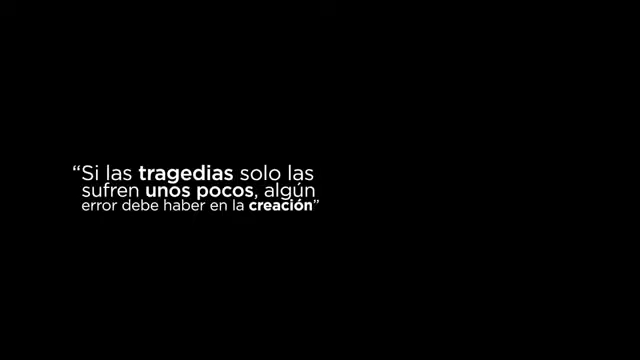 “Si las tragedias solo las
sufren unos pocos, algún
error debe haber en la creación”